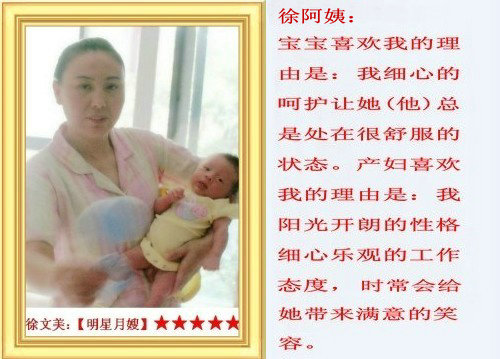 徐阿姨：
宝宝喜欢我的理
由是：我细心的
呵护让她(他)总
是处在很舒服的
状态。产妇喜欢
我的理由是：我
阳光开朗的性格
细心乐观的工作
态度，时常会给
她带来满意的笑
容。
徐文美:【明星月嫂】★★★★★